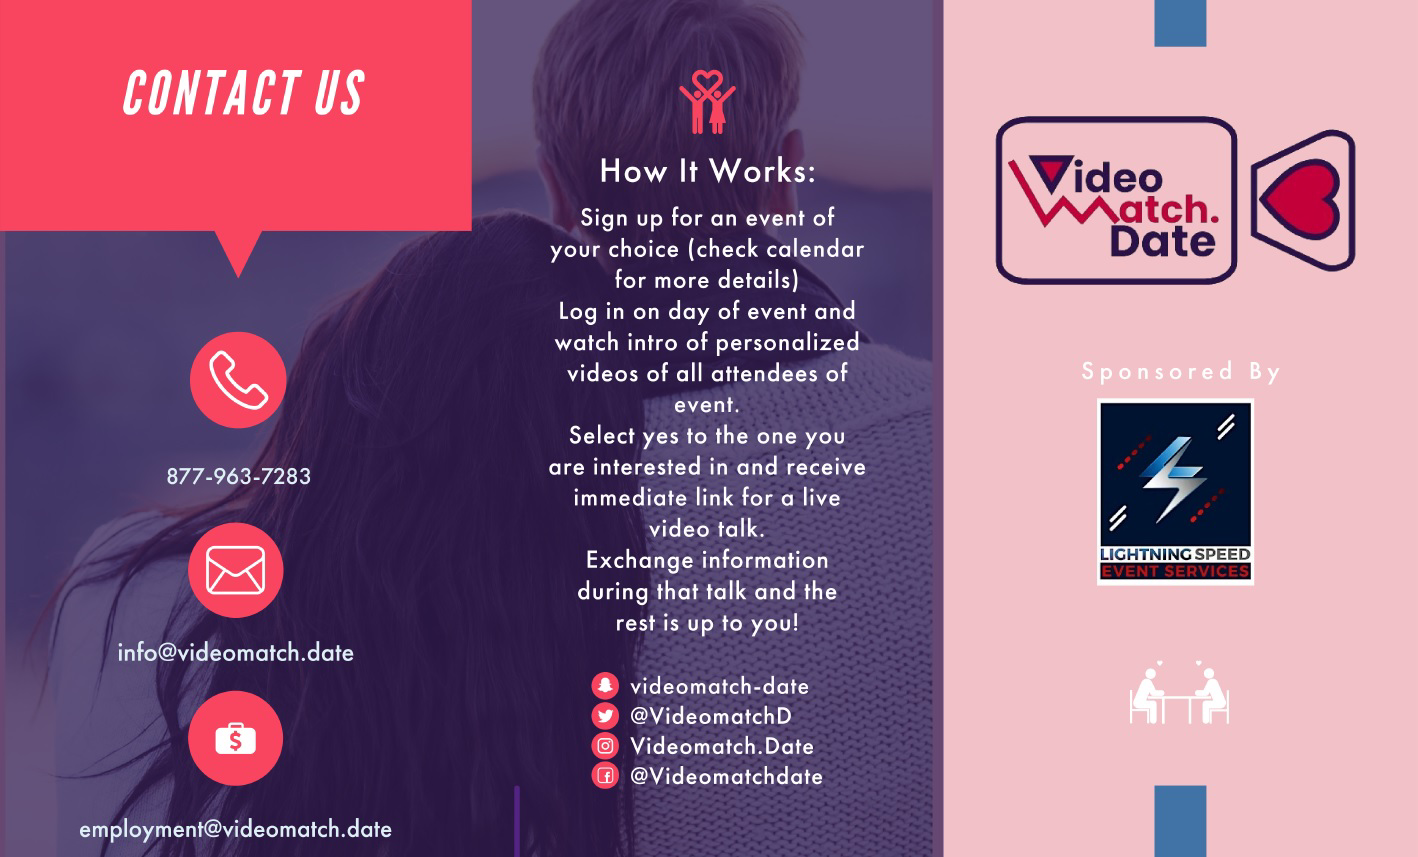 CONTACT US
877-963-7283
info@videomatch.date
employment@videomatch.date
How It Works:
Sign up for an event of
your choice (check calendar
for more details)
Log in on day of event and
watch intro of personalized
videos of all attendees of
event.
Select yes to the one you
are interested in and receive
immediate link for a live
video talk.
Exchange information
during that talk and the
rest is up to you!
videomatch-date
@VideomatchD
Videomatch.Date
@Videomatchdate
Video
Match.
Date
Sponsored By
LIGHTNING SPEED
EVENT SERVICES